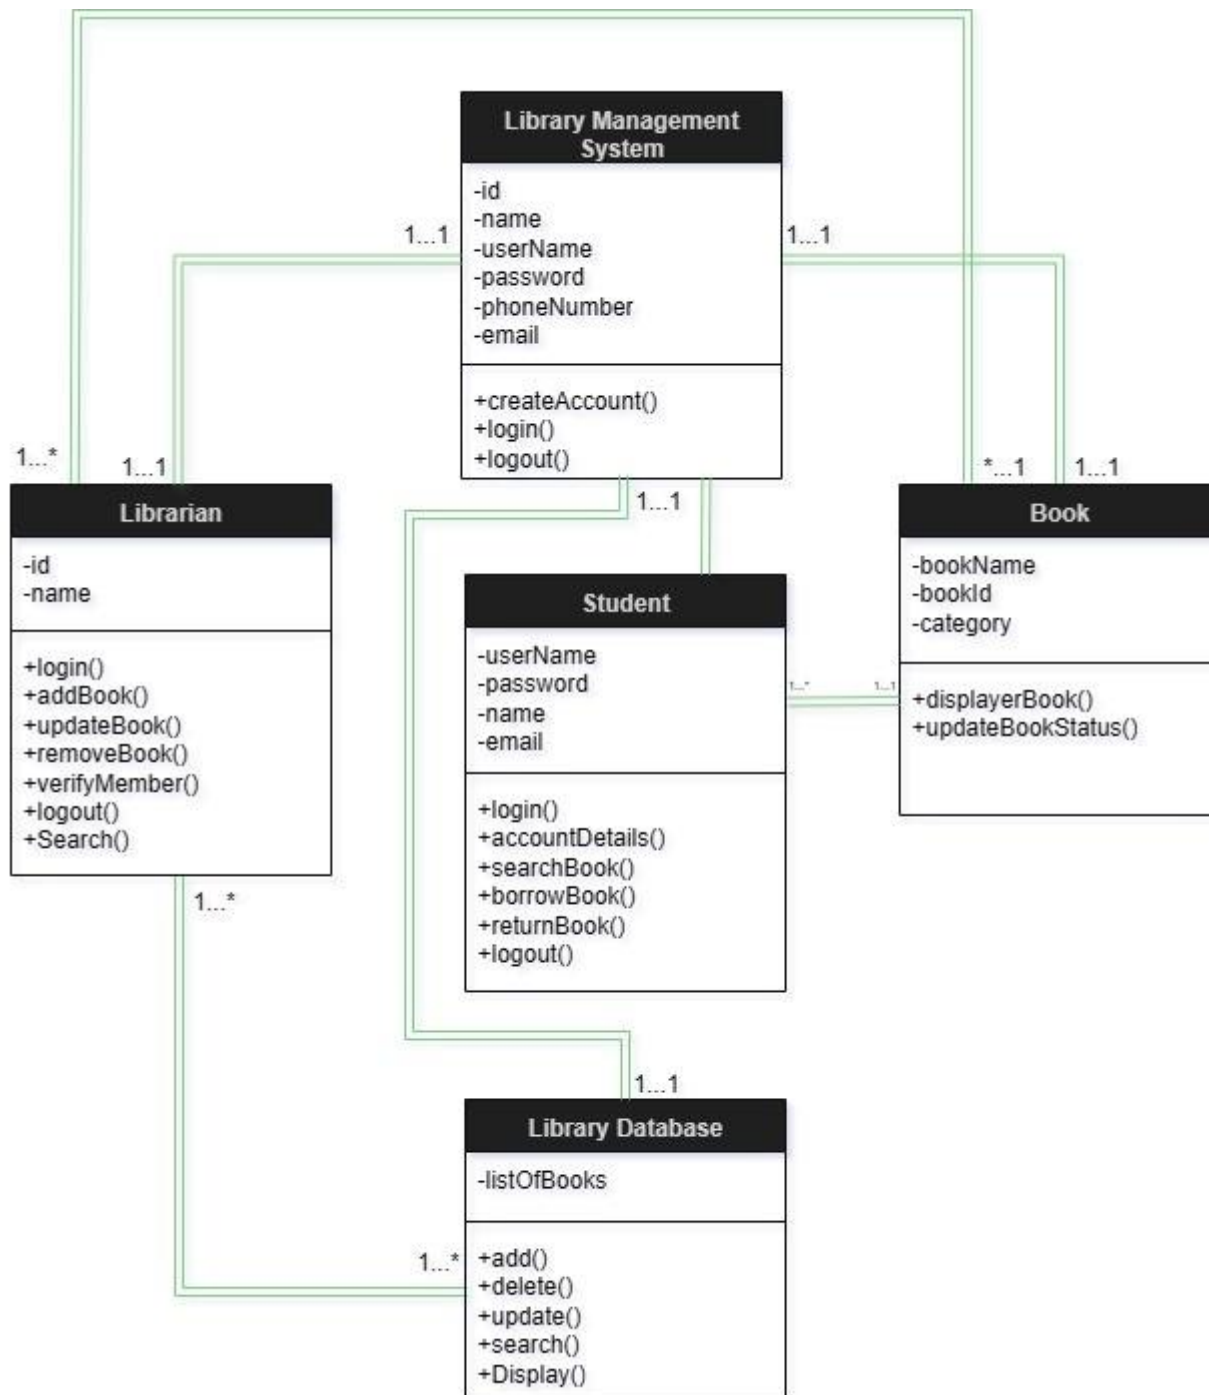 Library Management
System
-id
-name
-userName
-password
-phoneNumber
-email
+createAccount()
+login()
+logout()
1...1
1...1
1...*
1...1
*...1
1...1
1...1
Librarian
-id
-name
+login()
+addBook()
+updateBook()
+removeBook()
+verifyMember()
+logout()
+Search()
1...*
Student
-userName
-password
-name
-email
+login()
+accountDetails()
+searchBook()
+borrowBook()
+returnBook()
+logout()
1...*
1...1
Book
-bookName
-bookId
-category
+displayerBook()
+updateBookStatus()
1...1
Library Database
-listOfBooks
1...*
+add()
+delete()
+update()
+search()
+Display()